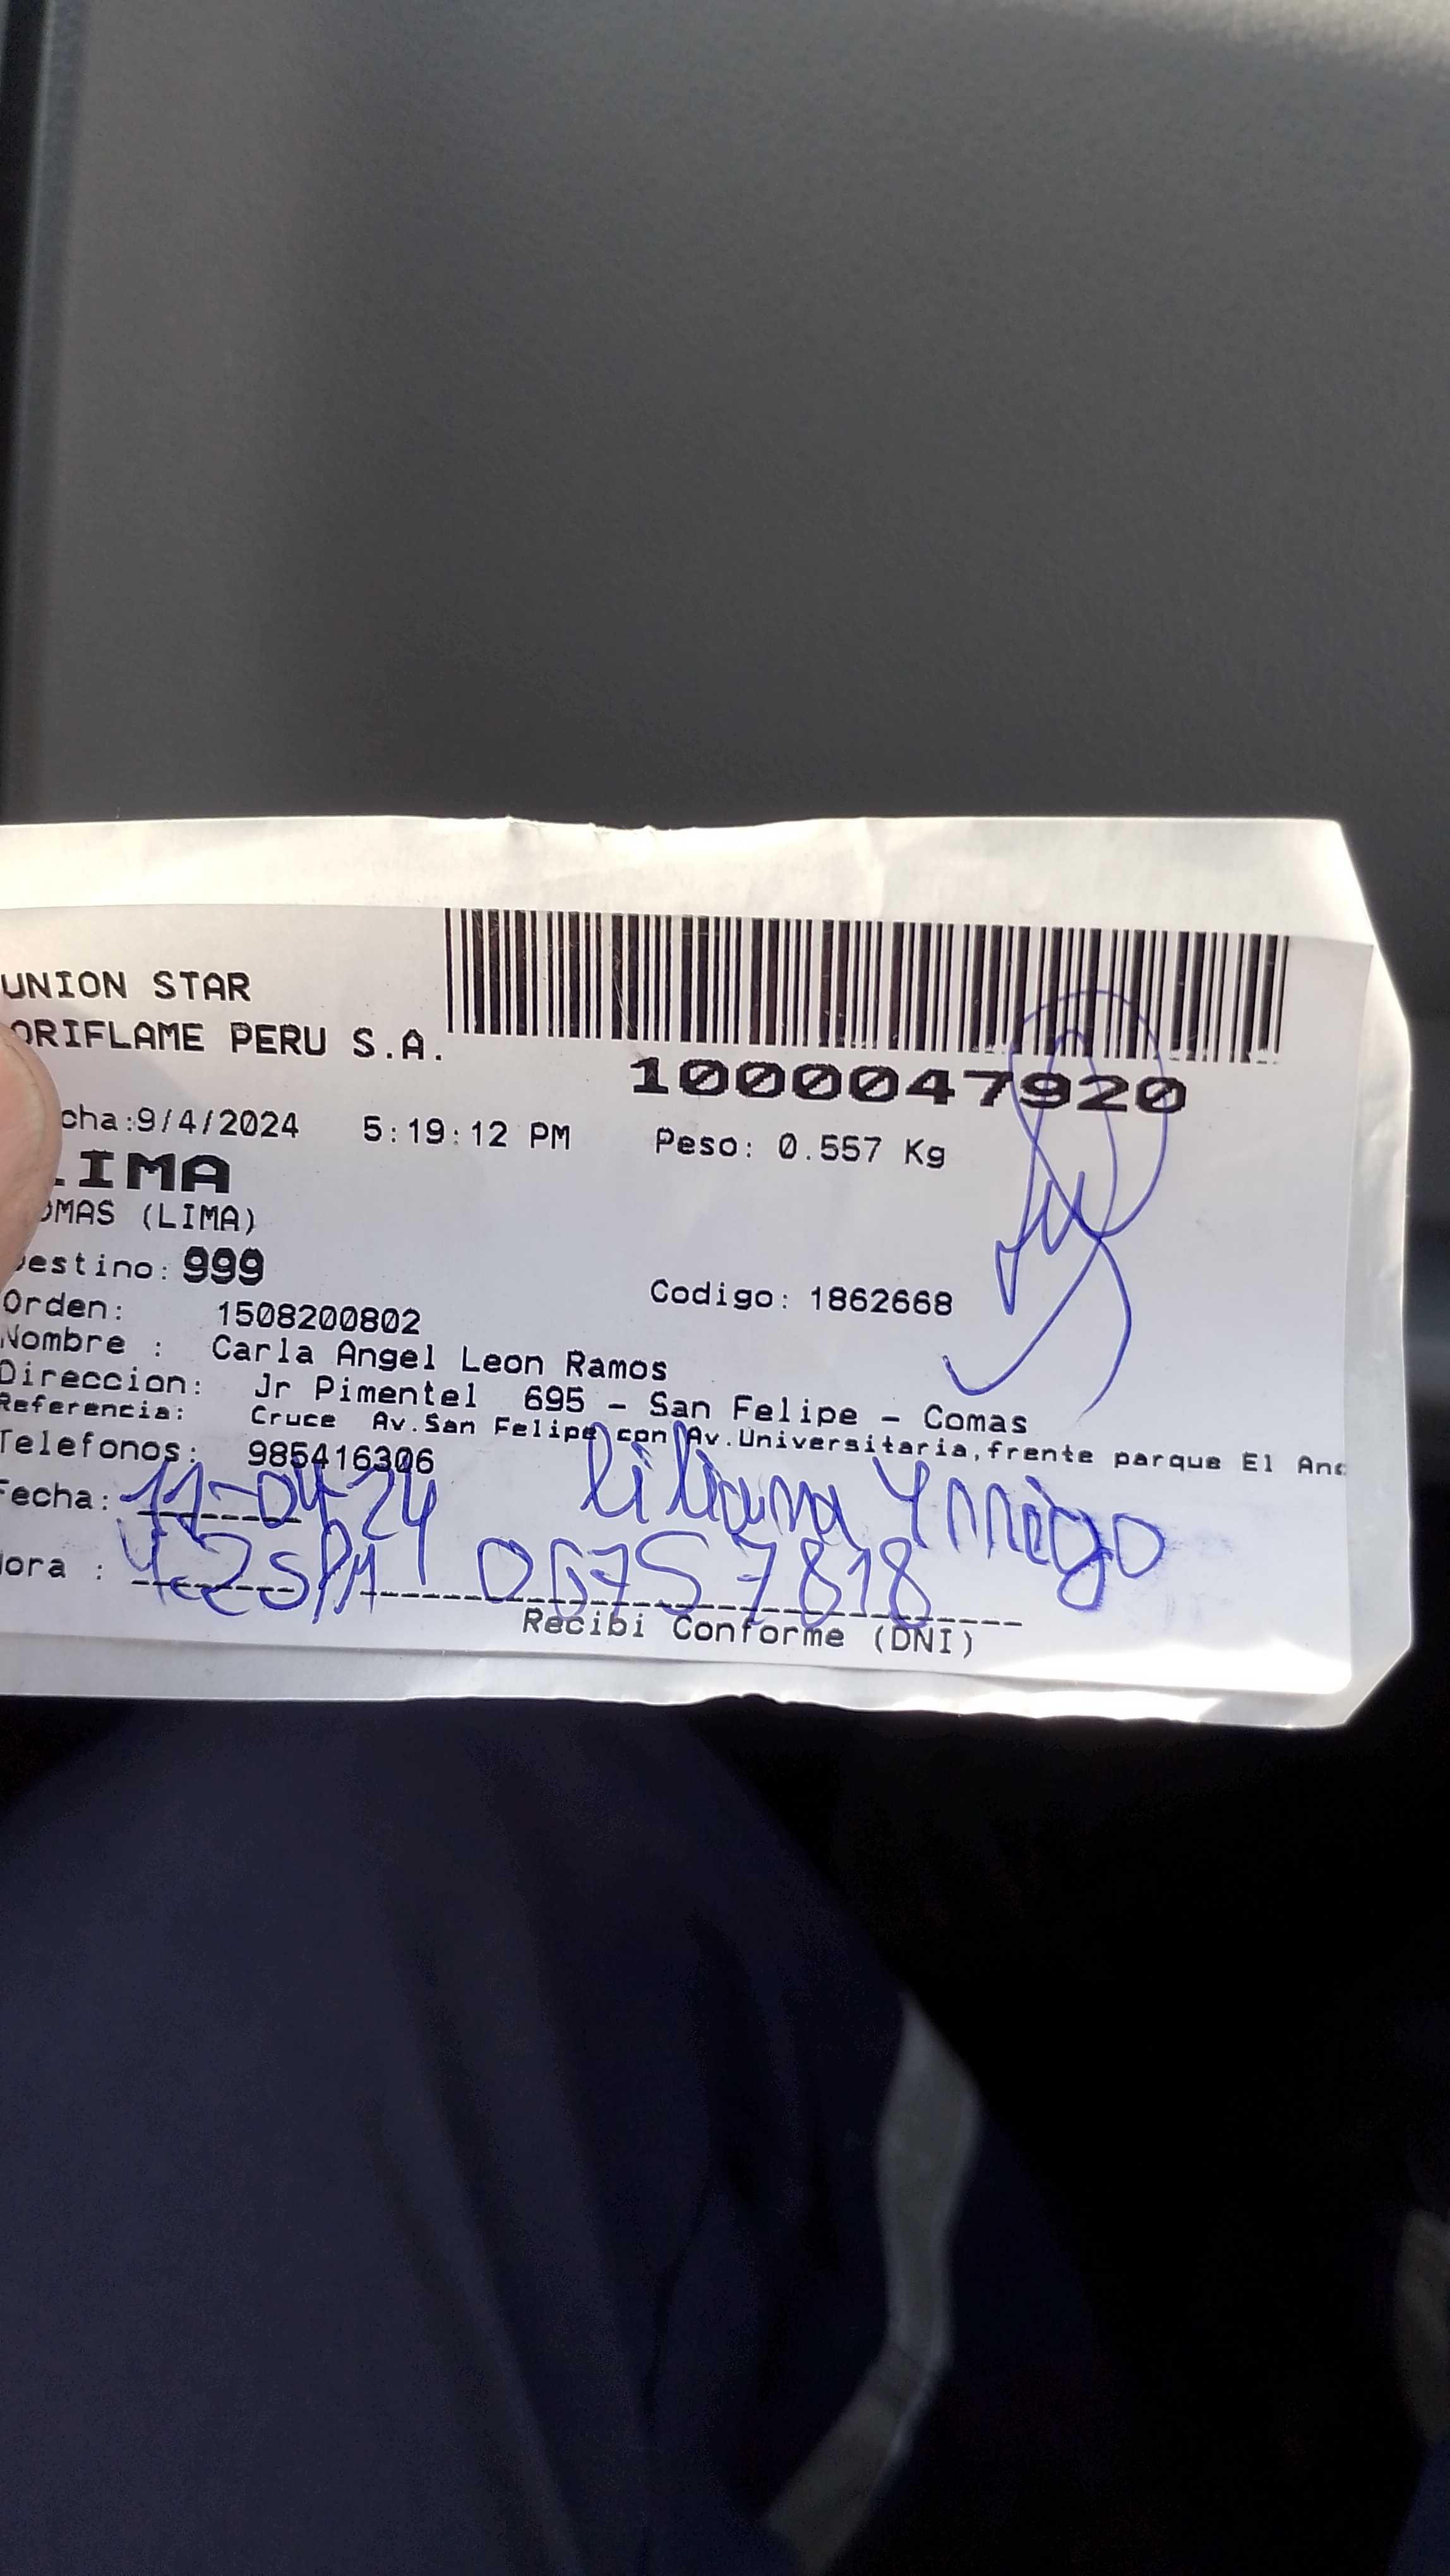 UNION STAR
ORIFLAME PERU S.A.
1000047920
cha:9/4/2024 5:19:12 PM Peso: 0.557 Kg
LIMA
OMAS (LIMA)
estino: 999
Codigo: 1862668
Orden: 1508200802
Nombre : Carla Angel Leon Ramos
Direccion: Jr Pimentel 695 - San Felipe - Comas
Referencia: Cruce Av.San Felipe con Av.Universitaria,frente parque El
Telefonos: 985416306
Fecha: 11-04-24 liliana Ynnigo
ora : 06757818
Recibi Conforme (DNI)